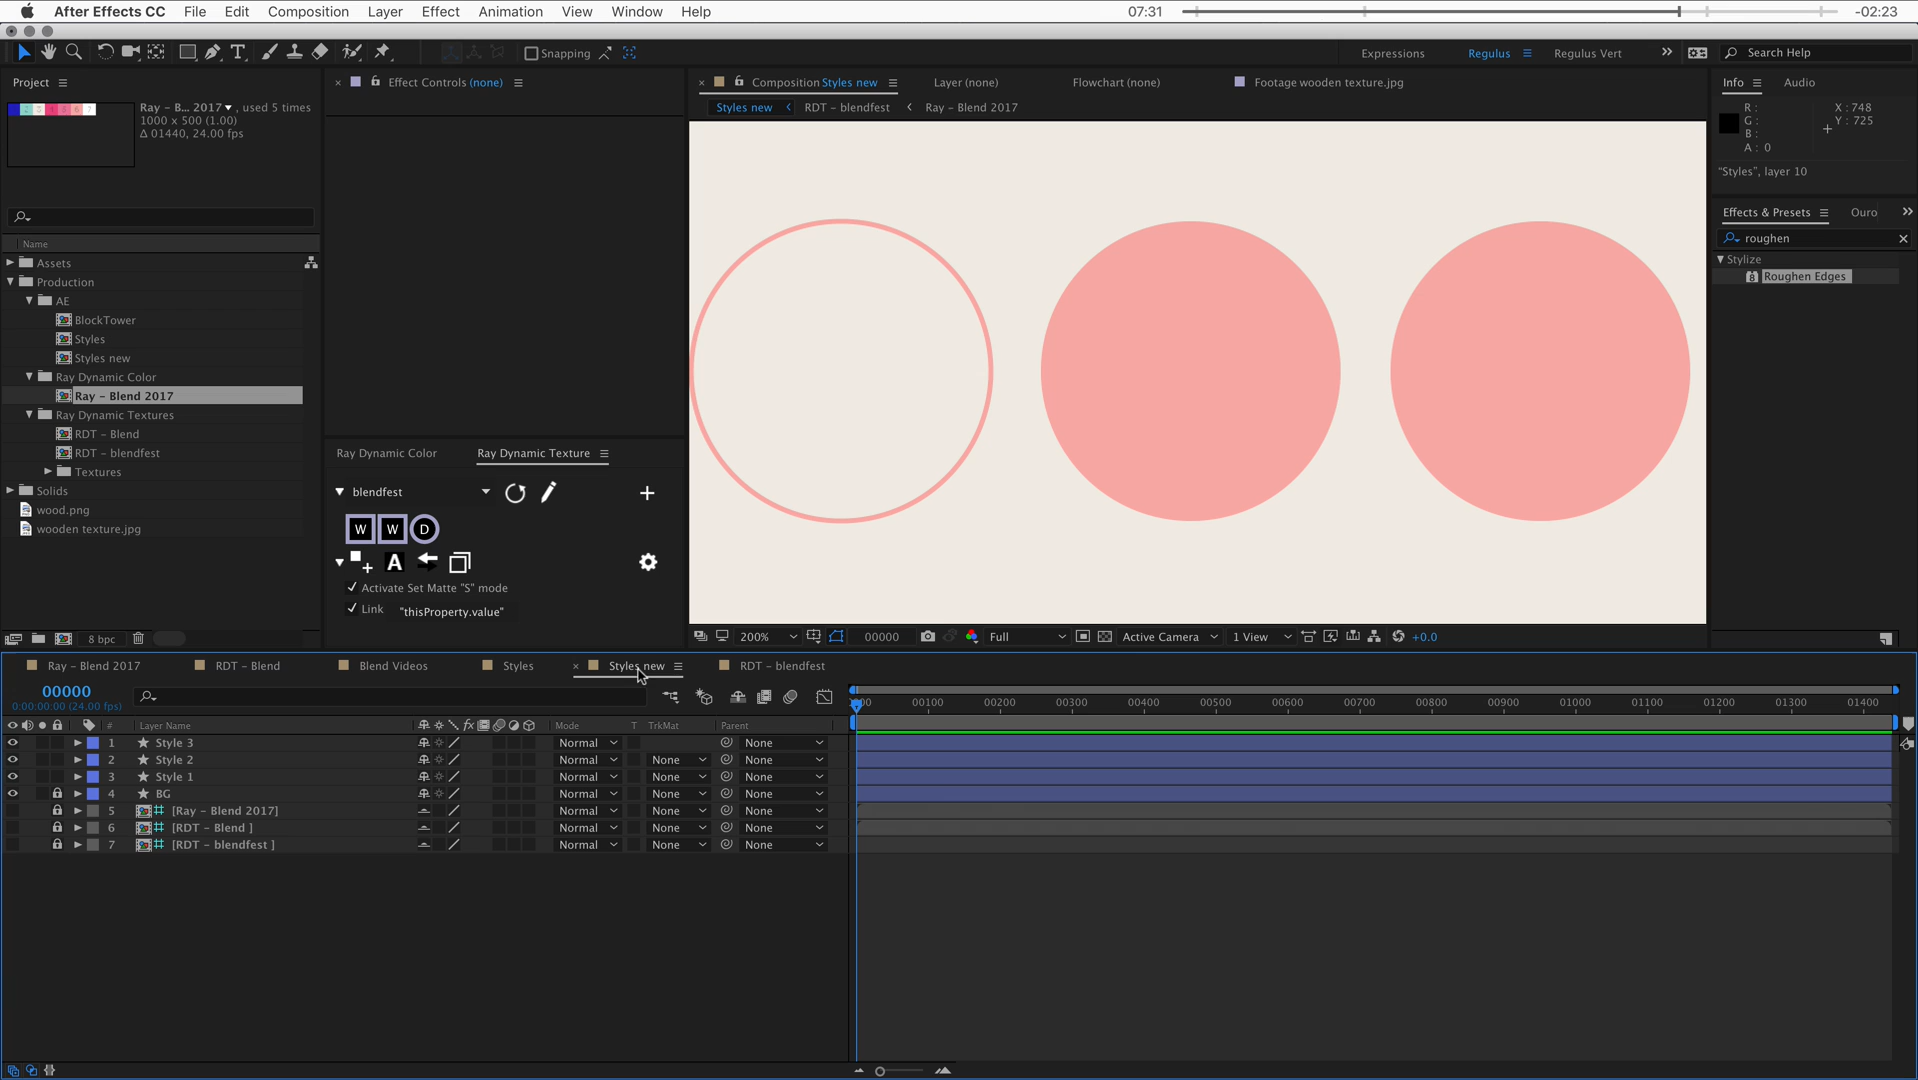 After Effects CC File Edit Composition Layer Effect Animation View Window Help 07:31 -02:23
T Snapping Expressions Regulus Regulus Vert Search Help
Project
Ray - B... 2017, used 5 times
1000 x 500 (1.00)
Δ 01440, 24.00 fps
Name
Assets
Production
AE
BlockTower
Styles
Styles new
Ray Dynamic Color
Ray - Blend 2017
Ray Dynamic Textures
RDT - Blend
RDT - blendfest
Textures
Solids
wood.png
wooden texture.jpg
8 bpc
Effect Controls (none)
Ray Dynamic Color Ray Dynamic Texture
blendfest
W W D
A
Activate Set Matte "S" mode
Link "thisProperty.value"
Composition Styles new Layer (none) Flowchart (none) Footage wooden texture.jpg
Styles new RDT - blendfest Ray - Blend 2017
200% 00000 Full Active Camera 1 View +0.0
Info Audio
R :
G :
B :
A : 0
X : 748
Y : 725
"Styles", layer 10
Effects & Presets Ouro
roughen
Stylize
8 Roughen Edges
Ray - Blend 2017 RDT - Blend Blend Videos Styles Styles new RDT - blendfest
00000
0:00:00:00 (24.00 fps)
00100 00200 00300 00400 00500 00600 00700 00800 00900 01000 01100 01200 01300 01400
# Layer Name fx Mode T TrkMat Parent
1 Style 3 Normal None
2 Style 2 Normal None None
3 Style 1 Normal None None
4 BG Normal None None
5 [Ray - Blend 2017] Normal None None
6 [RDT - Blend ] Normal None None
7 [RDT - blendfest ] Normal None None